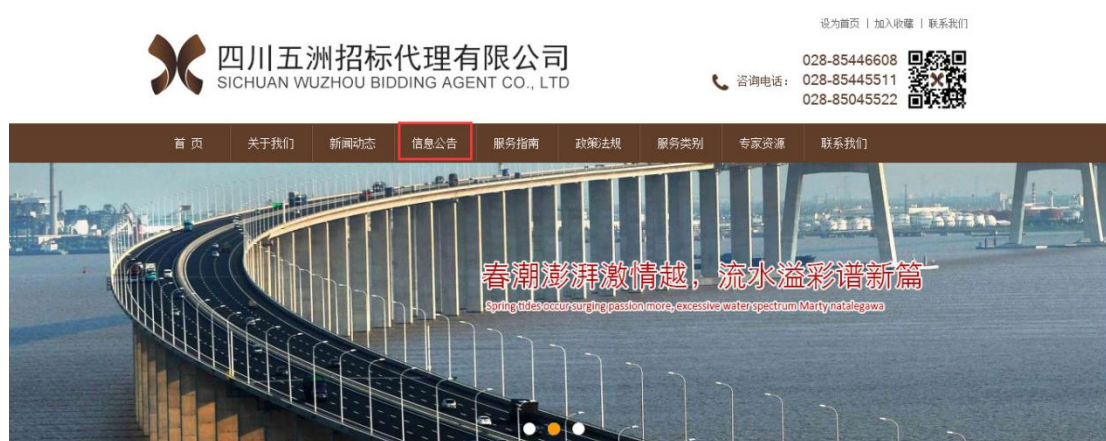 设为首页 | 加入收藏 | 联系我们
四川五洲招标代理有限公司
SICHUAN WUZHOU BIDDING AGENT CO., LTD
咨询电话：
028-85446608
028-85445511
028-85045522
首 页 关于我们 新闻动态 信息公告 服务指南 政策法规 服务类别 专家资源 联系我们
春潮澎湃激情越，流水溢彩谱新篇
Spring tides occur surging passion more, excessive water spectrum Marty natalegawa